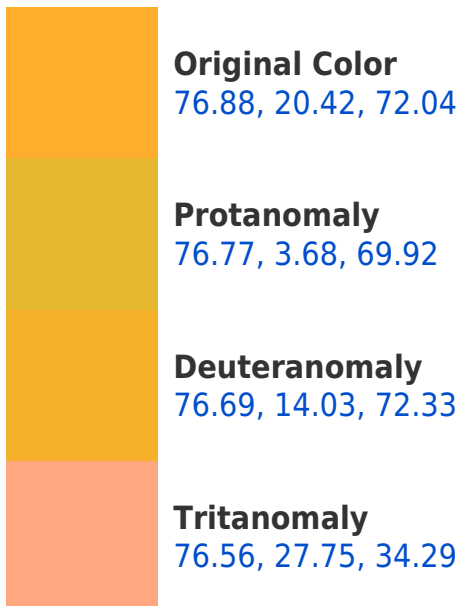 Original Color
76.88, 20.42, 72.04
Protanomaly
76.77, 3.68, 69.92
Deuteranomaly
76.69, 14.03, 72.33
Tritanomaly
76.56, 27.75, 34.29